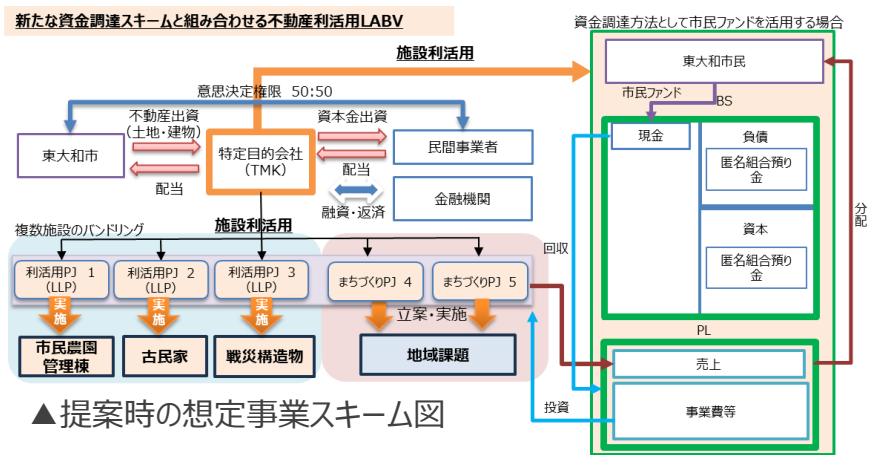 新たな資金調達スキームと組み合わせる不動産利活用LABV
資金調達方法として市民ファンドを活用する場合
施設利活用
東大和市民
意思決定権限 50:50
市民ファンド
BS
不動産出資
(土地・建物)
資本金出資
東大和市
特定目的会社
(TMK)
民間事業者
配当
配当
金融機関
融資・返済
現金
負債
匿名組合預り
金
資本
匿名組合預り
金
分配
回収
複数施設のバンドリング
施設利活用
利活用PJ 1
(LLP)
利活用PJ 2
(LLP)
利活用PJ 3
(LLP)
まちづくりPJ 4
まちづくりPJ 5
実施
実施
実施
立案・実施
市民農園
管理棟
古民家
戦災構造物
地域課題
PL
売上
投資
事業費等
▲提案時の想定事業スキーム図